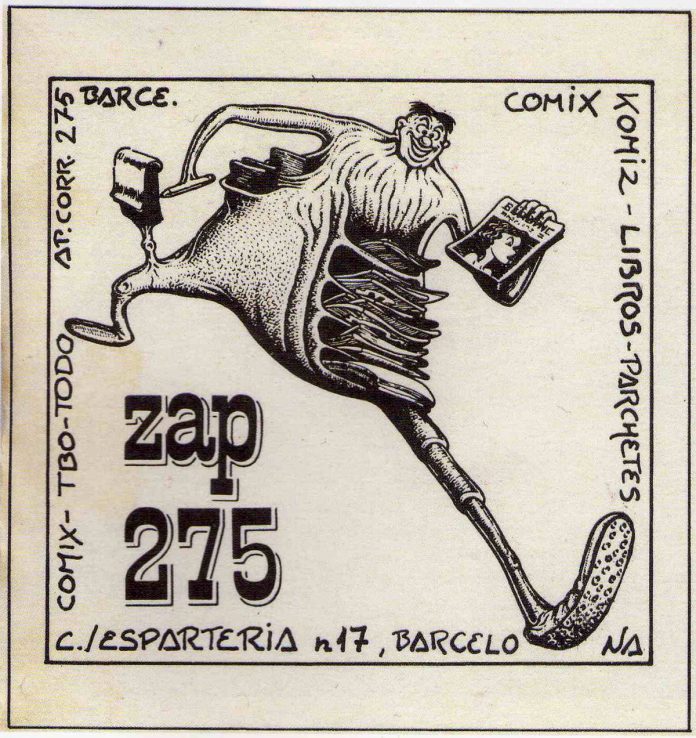 BARCE.
COMiX
KOMiZ - LIBROS - PARCHETES
COMiX - TBO - TODO AP. CORR. 275
zap
275
C./ESPARTERiA n17, BARCELO NA